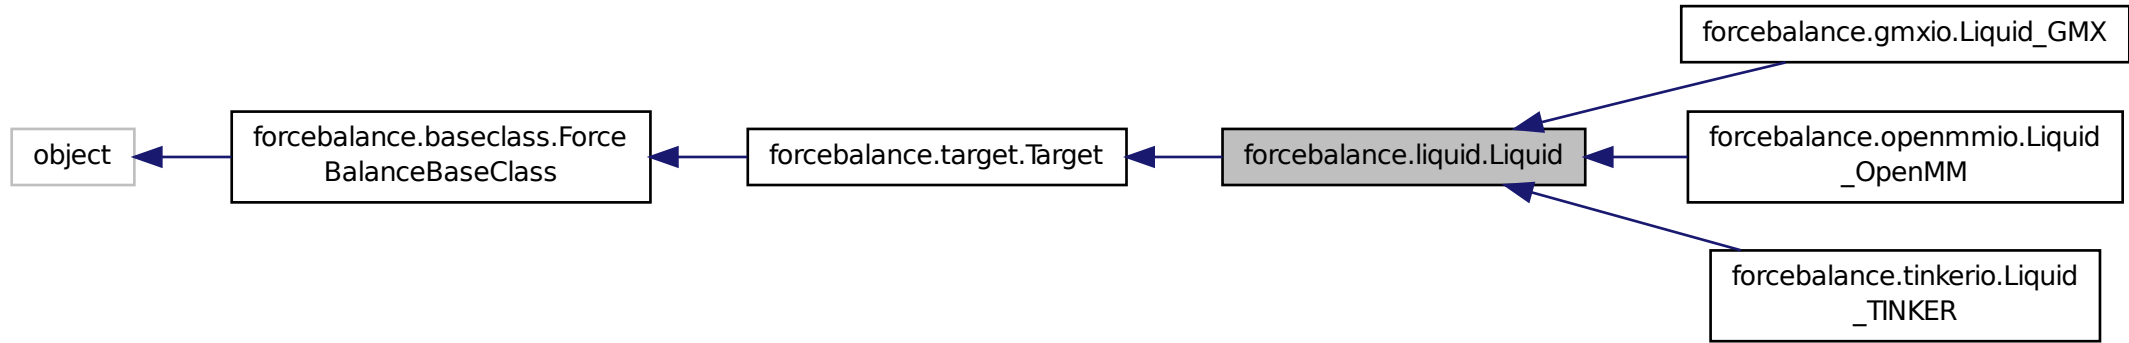 object
forcebalance.baseclass.Force
BalanceBaseClass
forcebalance.target.Target
forcebalance.liquid.Liquid
forcebalance.gmxio.Liquid_GMX
forcebalance.openmmio.Liquid
_OpenMM
forcebalance.tinkerio.Liquid
_TINKER